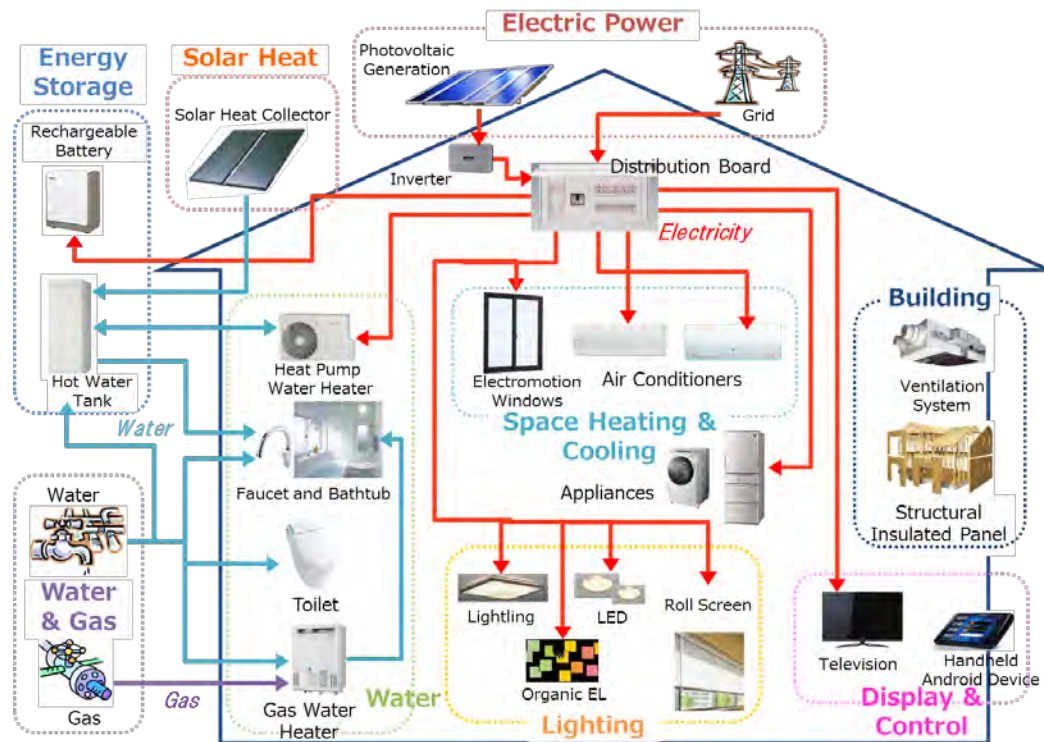 Electric Power
Energy
Storage
Solar Heat
Photovoltaic
Generation
Grid
Rechargeable
Battery
Solar Heat Collector
Inverter
Distribution Board
Electricity
Building
Hot Water
Tank
Heat Pump
Water Heater
Electromotion
Windows
Air Conditioners
Ventilation
System
Water
Space Heating &
Cooling
Faucet and Bathtub
Appliances
Structural
Insulated Panel
Water
Water
& Gas
Toilet
Lightling
LED
Roll Screen
Television
Handheld
Android Device
Gas
Gas
Gas Water
Heater
Water
Organic EL
Lighting
Display &
Control